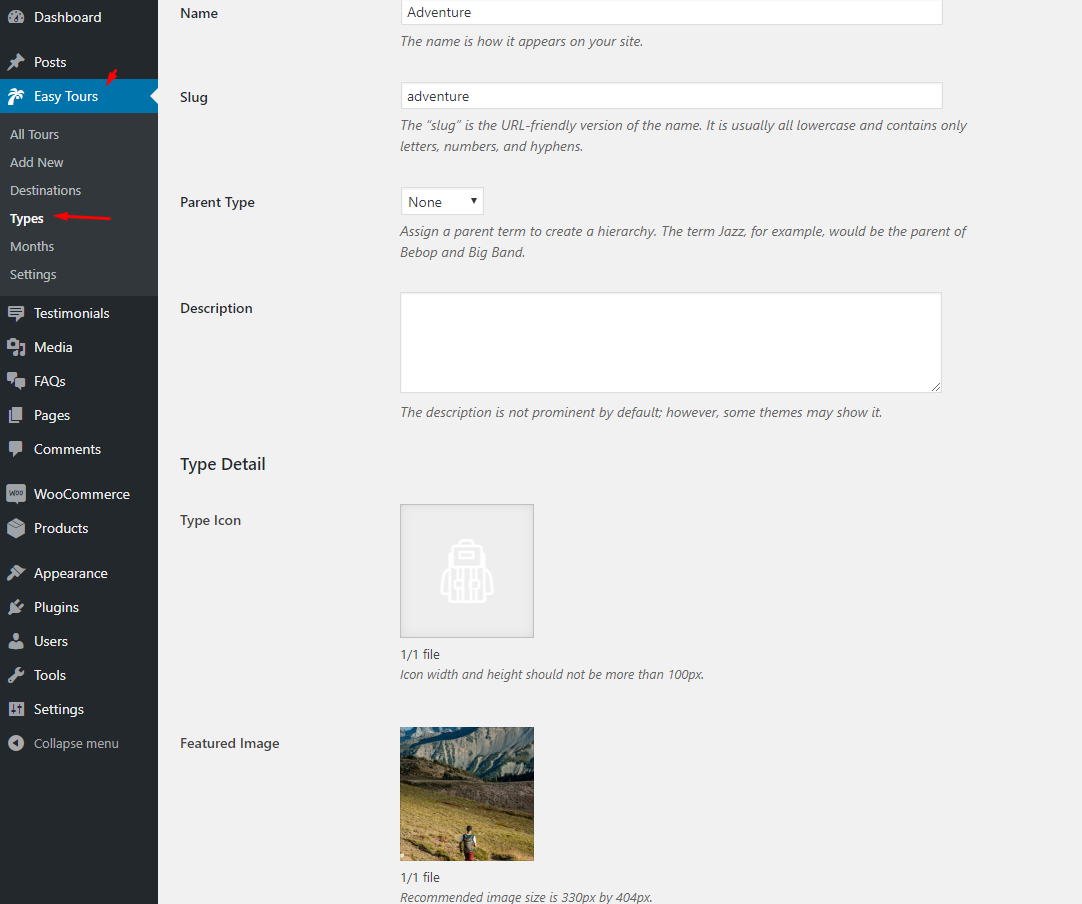 Dashboard
Posts
Easy Tours
All Tours
Add New
Destinations
Types
Months
Settings
Testimonials
Media
FAQs
Pages
Comments
WOO
WooCommerce
Products
Appearance
Plugins
Users
Tools
Settings
Collapse menu
Name
Adventure
The name is how it appears on your site.
Slug
adventure
The “slug” is the URL-friendly version of the name. It is usually all lowercase and contains only
letters, numbers, and hyphens.
Parent Type
None
Assign a parent term to create a hierarchy. The term Jazz, for example, would be the parent of
Bebop and Big Band.
Description
The description is not prominent by default; however, some themes may show it.
Type Detail
Type Icon
1/1 file
Icon width and height should not be more than 100px.
Featured Image
1/1 file
Recommended image size is 330px by 404px.